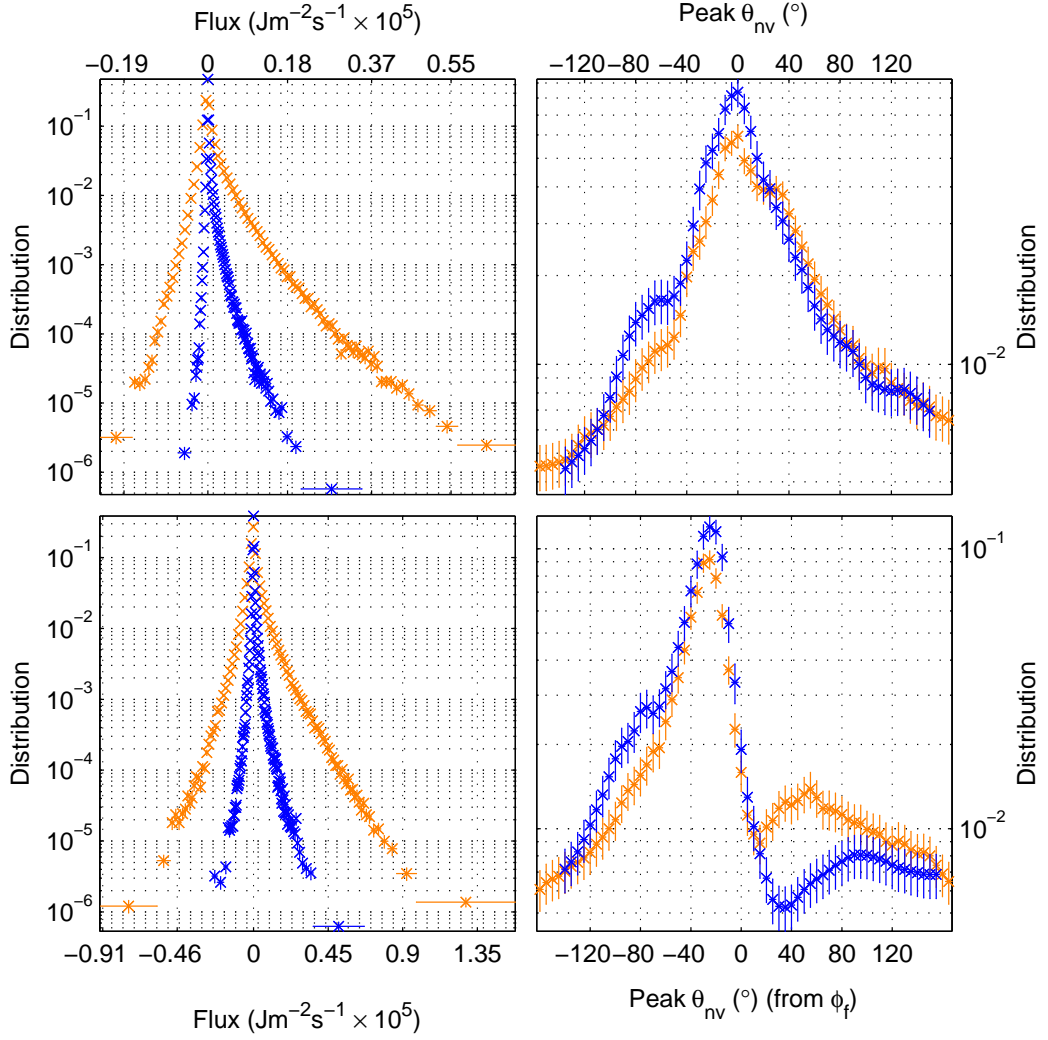 Flux (Jm⁻²s⁻¹ × 10⁵)
Peak θnv (°)
−0.19 0 0.18 0.37 0.55
−120 −80 −40 0 40 80 120
10⁻¹
10⁻²
10⁻³
10⁻⁴
10⁻⁵
10⁻⁶
Distribution
10⁻²
Distribution
10⁻¹
10⁻²
10⁻³
10⁻⁴
10⁻⁵
10⁻⁶
Distribution
10⁻¹
10⁻²
Distribution
−0.91 −0.46 0 0.45 0.9 1.35
−120 −80 −40 0 40 80 120
Flux (Jm⁻²s⁻¹ × 10⁵)
Peak θnv (°) (from ϕf)